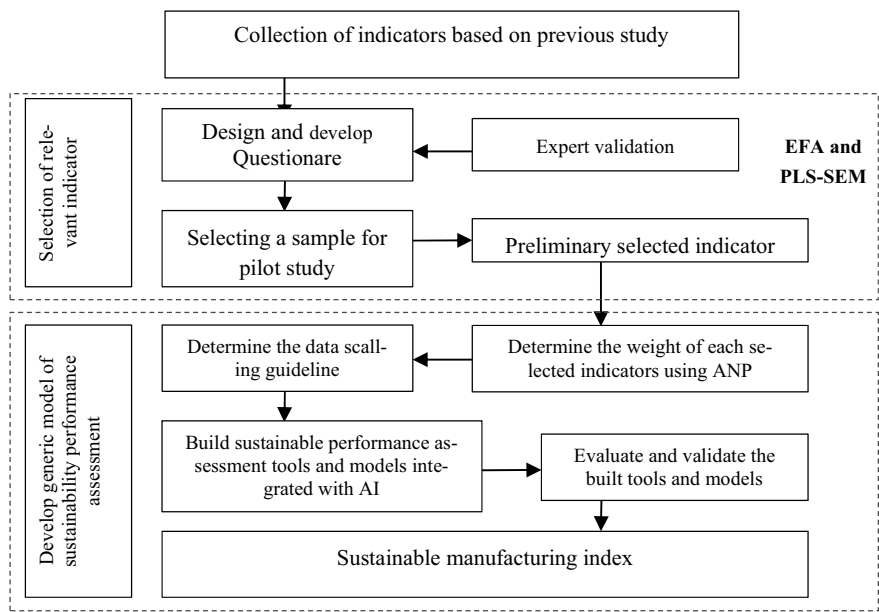 Collection of indicators based on previous study
Selection of rele-
vant indicator
Design and develop
Questionare
Expert validation
EFA and
PLS-SEM
Selecting a sample for
pilot study
Preliminary selected indicator
Develop generic model of
sustainability performance
assessment
Determine the data scall-
ing guideline
Determine the weight of each se-
lected indicators using ANP
Build sustainable performance as-
sessment tools and models inte-
grated with AI
Evaluate and validate the
built tools and models
Sustainable manufacturing index